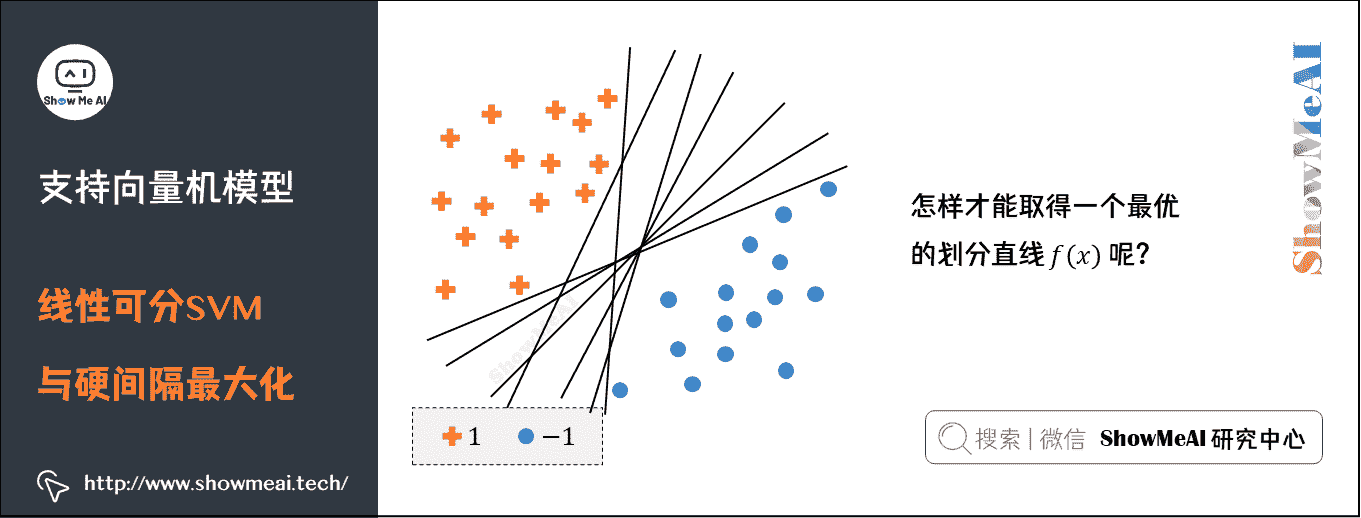 Show Me AI
支持向量机模型
线性可分SVM
与硬间隔最大化
http://www.showmeai.tech/
ShowMeAI
1
−1
怎样才能取得一个最优
的划分直线 f(x) 呢?
搜索 | 微信 ShowMeAI 研究中心
ShowMeAI